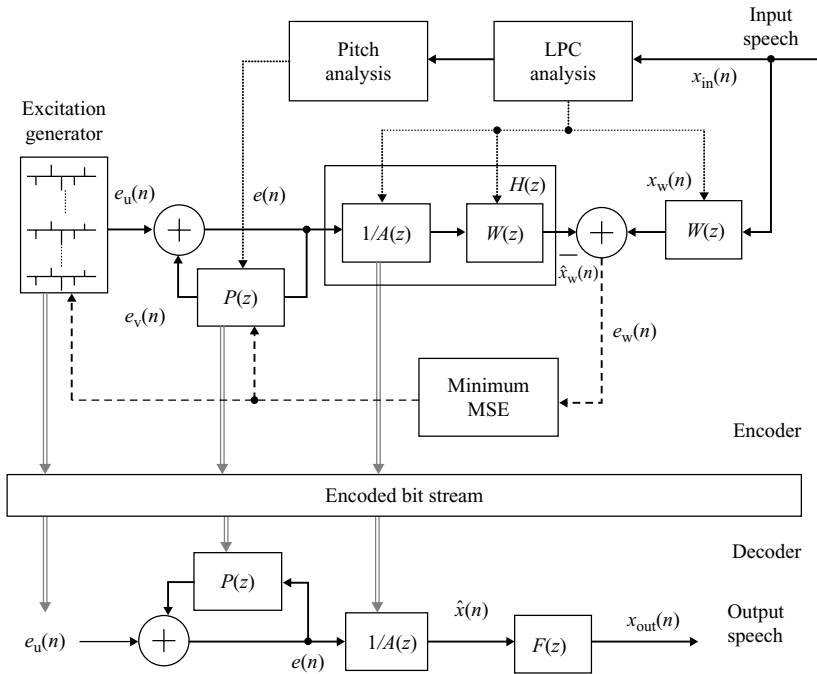 Input
speech
Pitch
analysis
LPC
analysis
x_in(n)
Excitation
generator
e_u(n)
e(n)
H(z)
x_w(n)
1/A(z)
W(z)
W(z)
−
x̂_w(n)
P(z)
e_v(n)
e_w(n)
Minimum
MSE
Encoder
Encoded bit stream
Decoder
P(z)
x̂(n)
x_out(n)
Output
speech
e_u(n)
e(n)
1/A(z)
F(z)